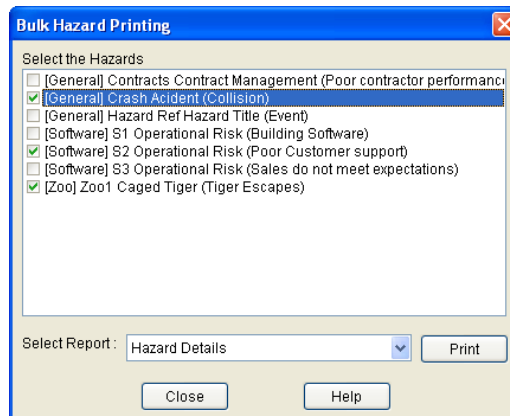 Bulk Hazard Printing
Select the Hazards
[General] Contracts Contract Management (Poor contractor performance
[General] Crash Acident (Collision)
[General] Hazard Ref Hazard Title (Event)
[Software] S1 Operational Risk (Building Software)
[Software] S2 Operational Risk (Poor Customer support)
[Software] S3 Operational Risk (Sales do not meet expectations)
[Zoo] Zoo1 Caged Tiger (Tiger Escapes)
Select Report : Hazard Details Print
Close Help